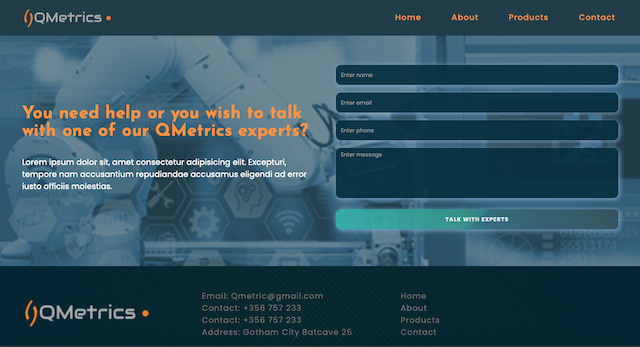 QMetrics
Home About Products Contact
You need help or you wish to talk
with one of our QMetrics experts?
Lorem ipsum dolor sit, amet consectetur adipisicing elit. Excepturi,
tempore nam accusantium repudiandae accusamus eligendi ad error
iusto officiis molestias.
Enter name
Enter email
Enter phone
Enter message
TALK WITH EXPERTS
56513174
QMetrics
Email: Qmetric@gmail.com
Contact: +356 757 233
Contact: +356 757 233
Address: Gotham City Batcave 25
Home
About
Products
Contact